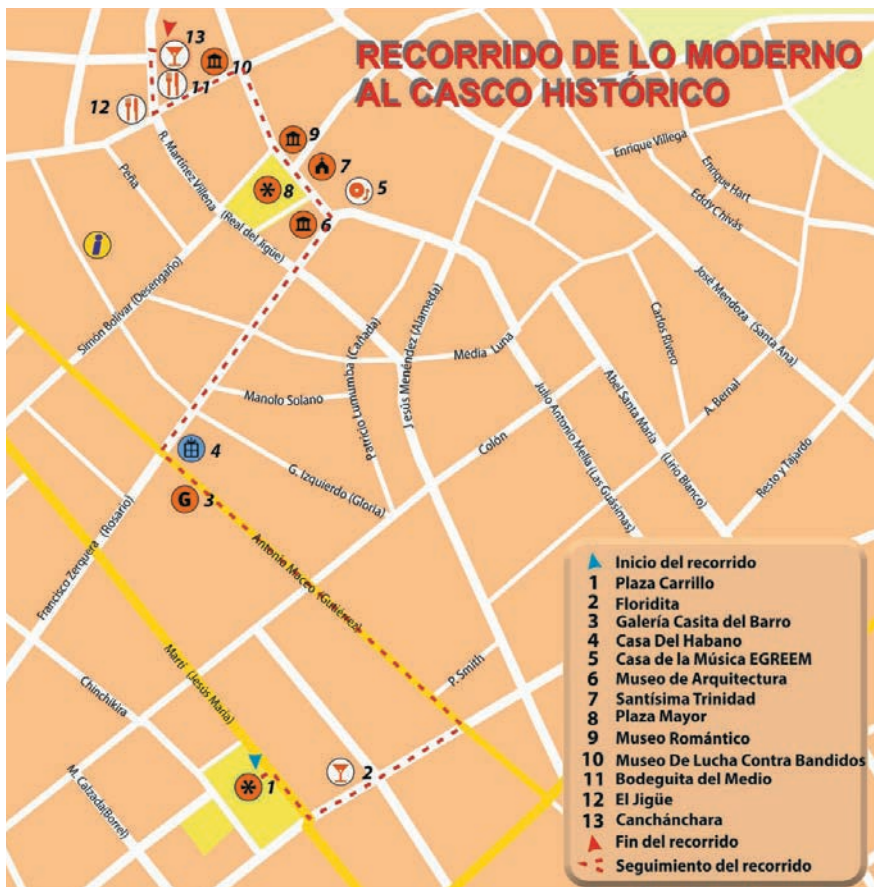 RECORRIDO DE LO MODERNO
AL CASCO HISTÓRICO
13
10
11
12
9
7
5
8
6
i
4
G
3
1
2
Peña
R. Martínez Villena
(Real del Jigüe)
Simón Bolívar (Desengaño)
Enrique Villega
Enrique Hart
Eddy Chivás
José Mendoza
(Santa Ana)
Carlos Rivero
A. Bernal
Resto y Tajardo
Media Luna
Jesús Menéndez (Alameda)
Patricio Lumumba (Cañada)
Manolo Solano
G. Izquierdo (Gloria)
Colón
Julio Antonio Mella (Las Guásimas)
Abel Santa María
(Lirio Blanco)
Francisco Zerquera (Rosario)
Antonio Maceo (Gutiérrez)
Martí (Jesús María)
P. Smith
Chinchikira
M. Calzada(Borrel)
Inicio del recorrido
1 Plaza Carrillo
2 Floridita
3 Galería Casita del Barro
4 Casa Del Habano
5 Casa de la Música EGREEM
6 Museo de Arquitectura
7 Santísima Trinidad
8 Plaza Mayor
9 Museo Romántico
10 Museo De Lucha Contra Bandidos
11 Bodeguita del Medio
12 El Jigüe
13 Canchánchara
Fin del recorrido
Seguimiento del recorrido